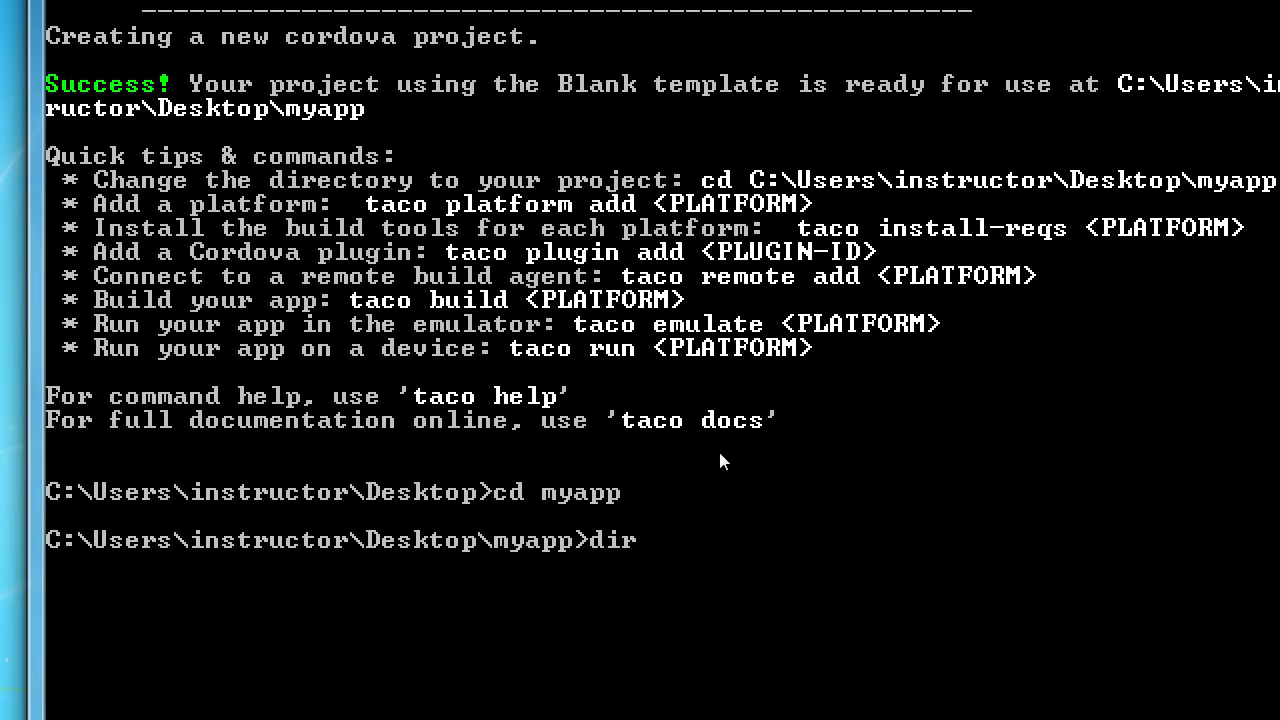 Creating a new cordova project.
Success! Your project using the Blank template is ready for use at C:\Users\in
ructor\Desktop\myapp
Quick tips & commands:
* Change the directory to your project: cd C:\Users\instructor\Desktop\myapp
* Add a platform:  taco platform add <PLATFORM>
* Install the build tools for each platform:  taco install-reqs <PLATFORM>
* Add a Cordova plugin: taco plugin add <PLUGIN-ID>
* Connect to a remote build agent: taco remote add <PLATFORM>
* Build your app: taco build <PLATFORM>
* Run your app in the emulator: taco emulate <PLATFORM>
* Run your app on a device: taco run <PLATFORM>
For command help, use 'taco help'
For full documentation online, use 'taco docs'
C:\Users\instructor\Desktop>cd myapp
C:\Users\instructor\Desktop\myapp>dir